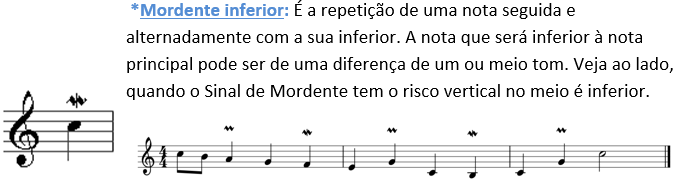 *Mordente inferior: É a repetição de uma nota seguida e
alternadamente com a sua inferior. A nota que será inferior à nota
principal pode ser de uma diferença de um ou meio tom. Veja ao lado,
quando o Sinal de Mordente tem o risco vertical no meio é inferior.
4
4